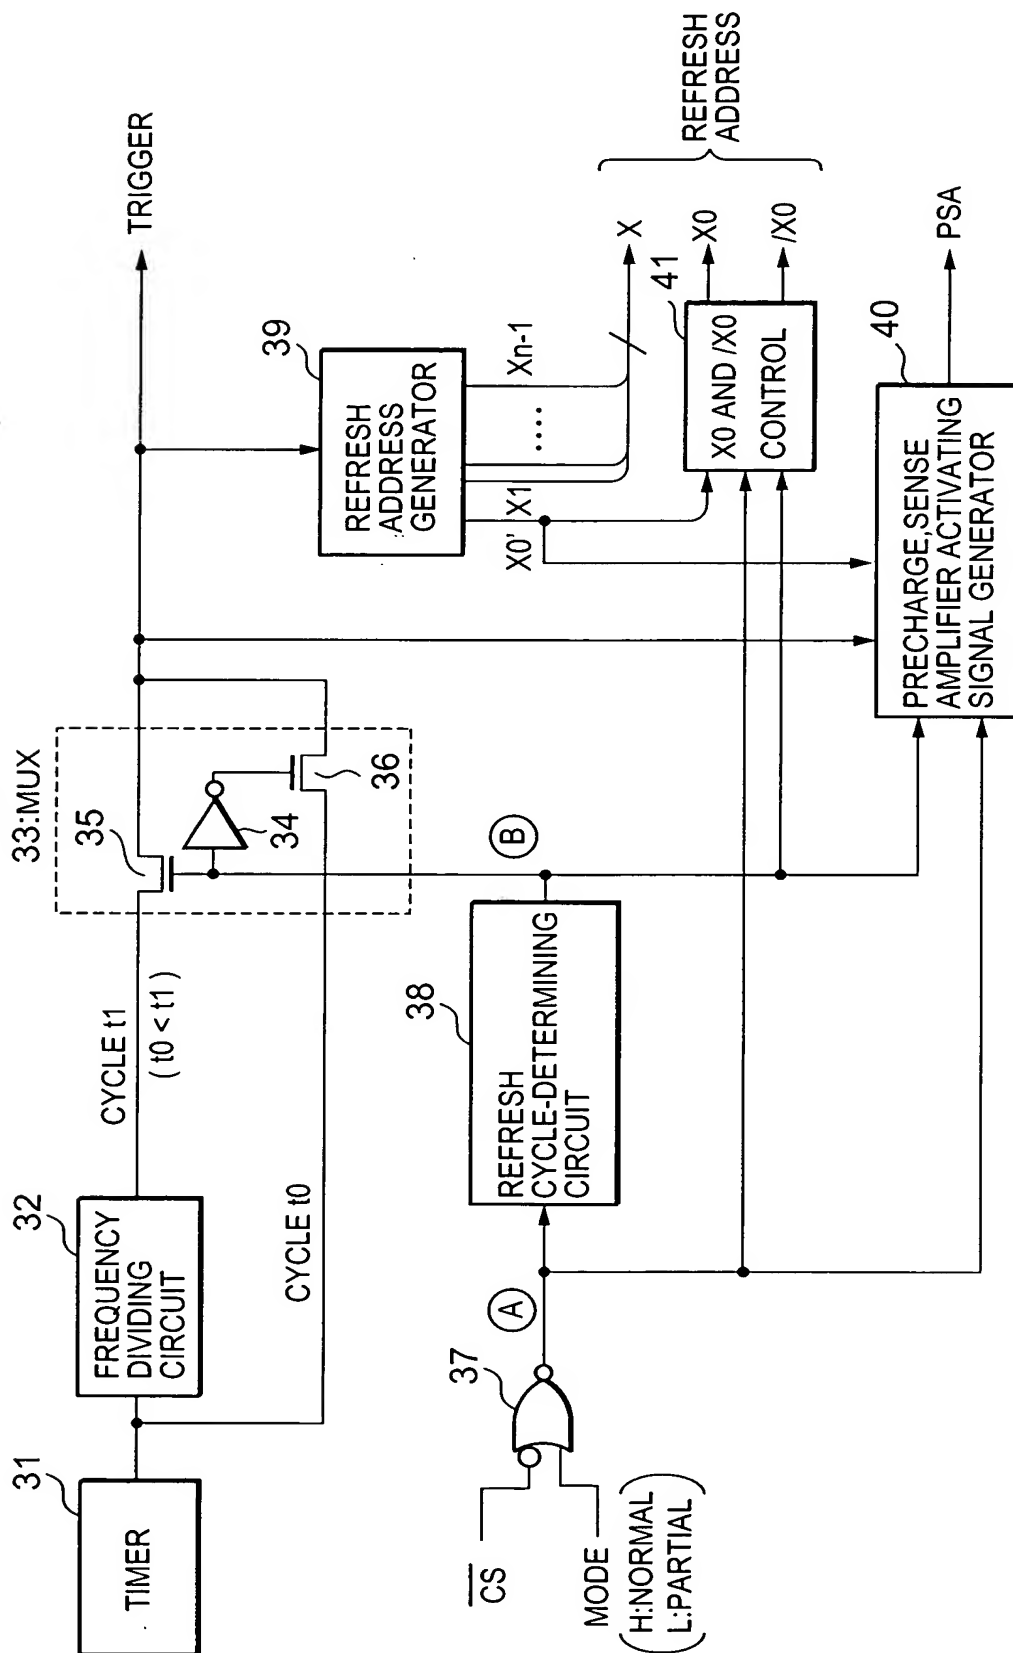 31
TIMER
32
FREQUENCY
DIVIDING
CIRCUIT
CYCLE t1
( t0 < t1 )
CYCLE t0
33:MUX
35
34
36
TRIGGER
39
REFRESH
ADDRESS
GENERATOR
X0'
X1
....
Xn-1
X
REFRESH
ADDRESS
41
X0 AND /X0
CONTROL
X0
/X0
40
PRECHARGE,SENSE
AMPLIFIER ACTIVATING
SIGNAL GENERATOR
PSA
38
REFRESH
CYCLE-DETERMINING
CIRCUIT
B
A
37
CS
MODE
(H:NORMAL
L:PARTIAL)